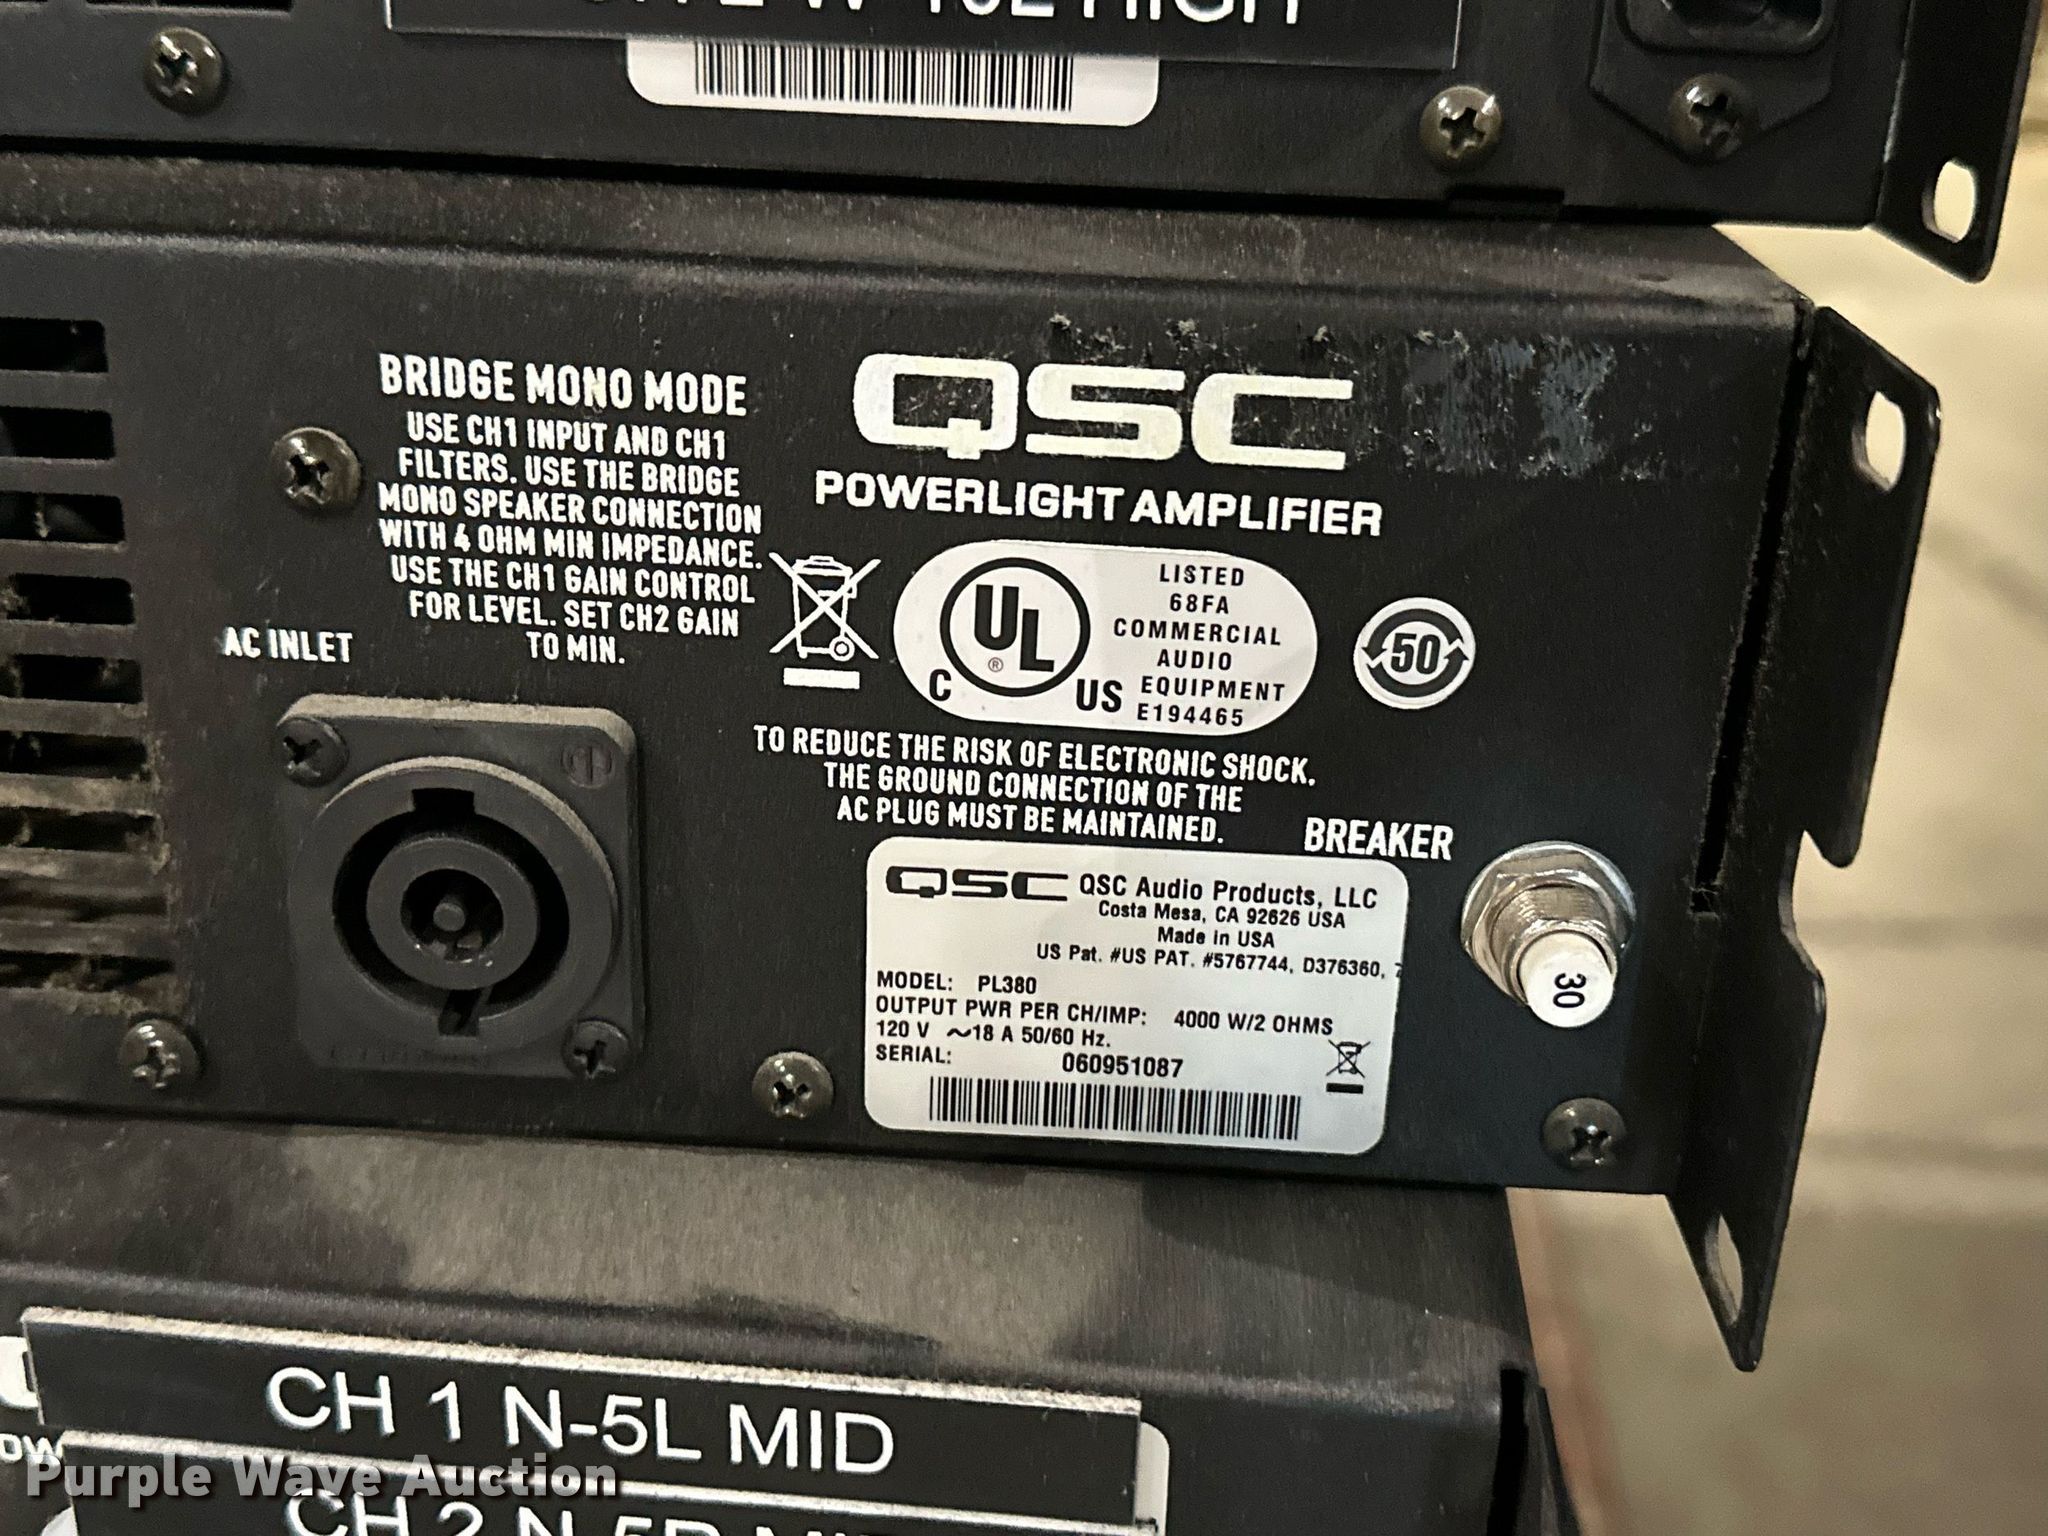 HIGH
BRIDGE MONO MODE
USE CH1 INPUT AND CH1
FILTERS. USE THE BRIDGE
MONO SPEAKER CONNECTION
WITH 4 OHM MIN IMPEDANCE.
USE THE CH1 GAIN CONTROL
FOR LEVEL. SET CH2 GAIN
TO MIN.
AC INLET
QSC
POWERLIGHT AMPLIFIER
C UL ® US
LISTED
68FA
COMMERCIAL
AUDIO
EQUIPMENT
E194465
50
TO REDUCE THE RISK OF ELECTRONIC SHOCK.
THE GROUND CONNECTION OF THE
AC PLUG MUST BE MAINTAINED.
BREAKER
30
QSC QSC Audio Products, LLC
Costa Mesa, CA 92626 USA
Made in USA
US Pat. #US PAT. #5767744, D376360,
MODEL: PL380
OUTPUT PWR PER CH/IMP: 4000 W/2 OHMS
120 V ~18 A 50/60 Hz.
SERIAL: 060951087
CH 1 N-5L MID
CH 2 N-5R MID
Purple Wave Auction